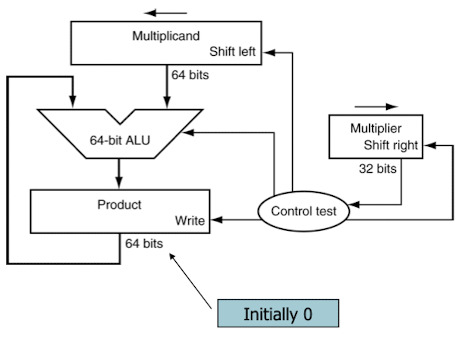 Multiplicand
Shift left
64 bits
64-bit ALU
Multiplier
Shift right
32 bits
Product
Write
Control test
64 bits
Initially 0